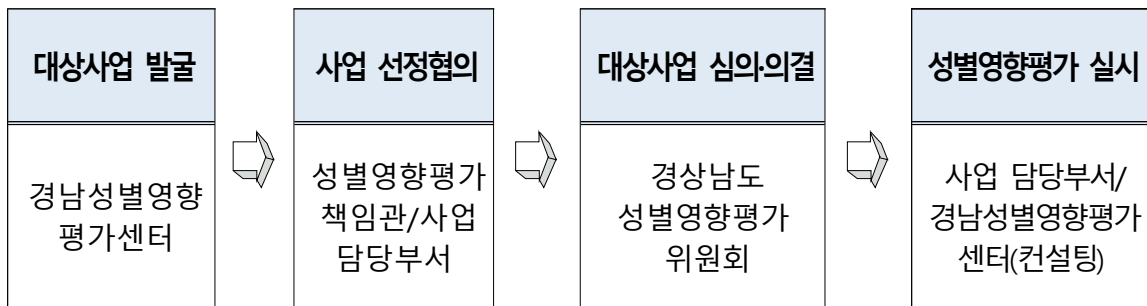 대상사업 발굴
경남성별영향
평가센터
사업 선정협의
성별영향평가
책임관/사업
담당부서
대상사업 심의·의결
경상남도
성별영향평가
위원회
성별영향평가 실시
사업 담당부서/
경남성별영향평가
센터(컨설팅)